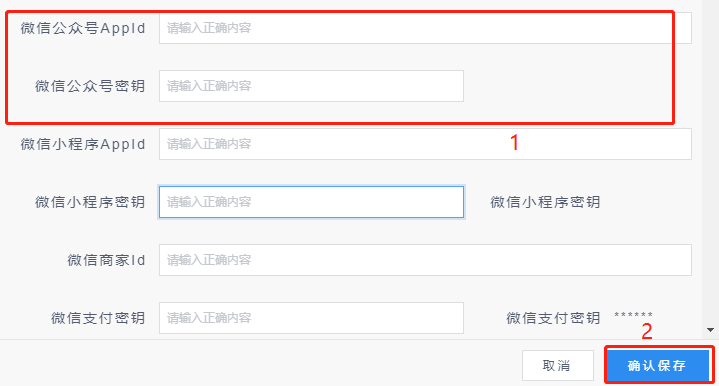 微信公众号AppId 请输入正确内容
微信公众号密钥 请输入正确内容
1
微信小程序AppId 请输入正确内容
微信小程序密钥 请输入正确内容 微信小程序密钥
微信商家Id 请输入正确内容
微信支付密钥 请输入正确内容 微信支付密钥 ******
2
取消 确认保存